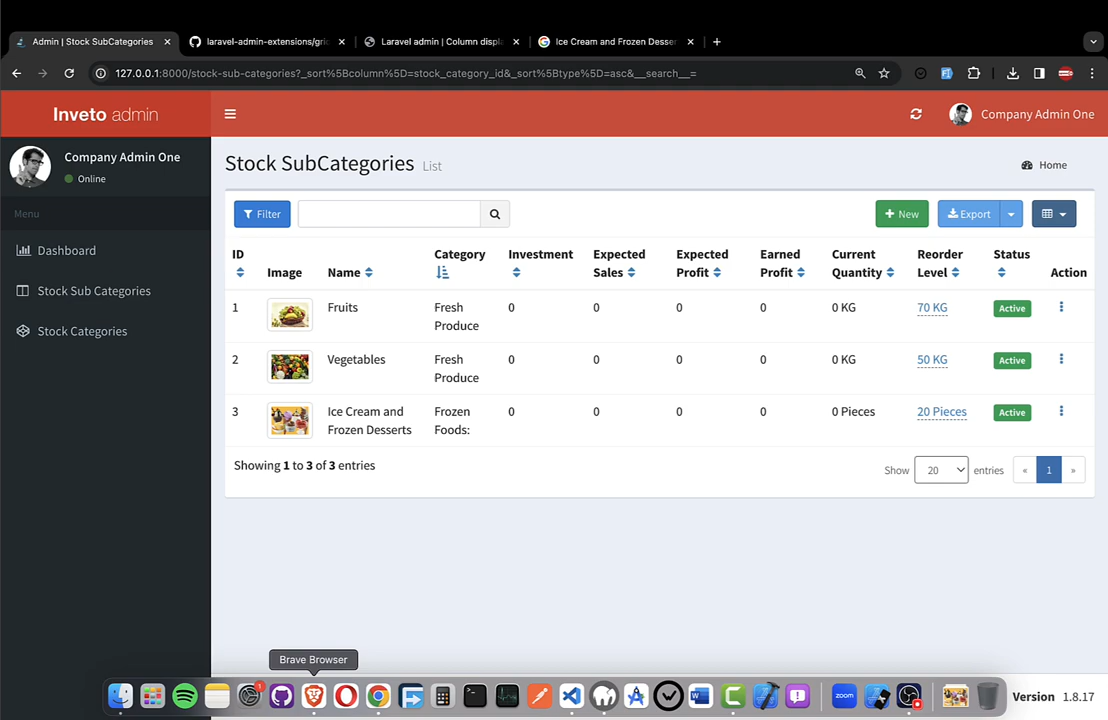 Admin | Stock SubCategories
laravel-admin-extensions/gri
Laravel admin | Column displ
Ice Cream and Frozen Desser
127.0.0.1:8000/stock-sub-categories?_sort%5Bcolumn%5D=stock_category_id&_sort%5Btype%5D=asc&__search__=
Inveto admin
Company Admin One
Company Admin One
Online
Stock SubCategories List
Home
Menu
Dashboard
Stock Sub Categories
Stock Categories
Filter
New
Export
ID Image Name Category Investment Expected Sales Expected Profit Earned Profit Current Quantity Reorder Level Status Action
1 Fruits Fresh Produce 0 0 0 0 0 KG 70 KG Active
2 Vegetables Fresh Produce 0 0 0 0 0 KG 50 KG Active
3 Ice Cream and Frozen Desserts Frozen Foods: 0 0 0 0 0 Pieces 20 Pieces Active
Showing 1 to 3 of 3 entries
Show 20 entries « 1 »
Brave Browser
1
zoom
Version 1.8.17